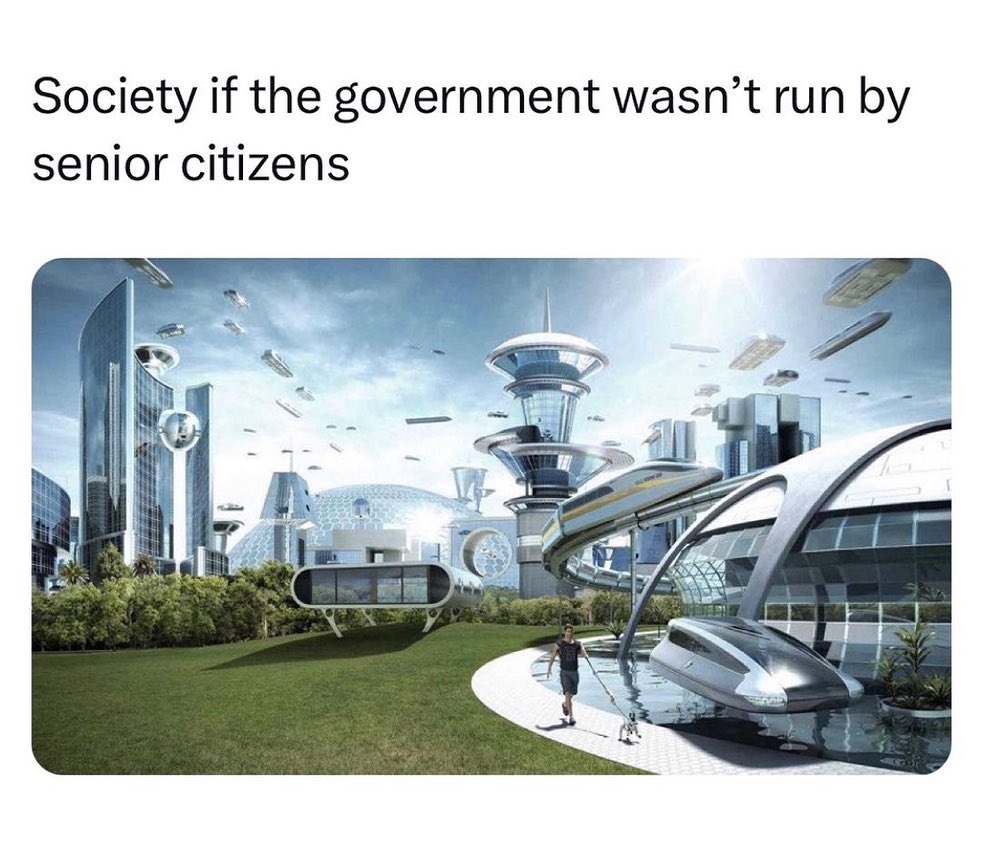 Society if the government wasn’t run by
senior citizens